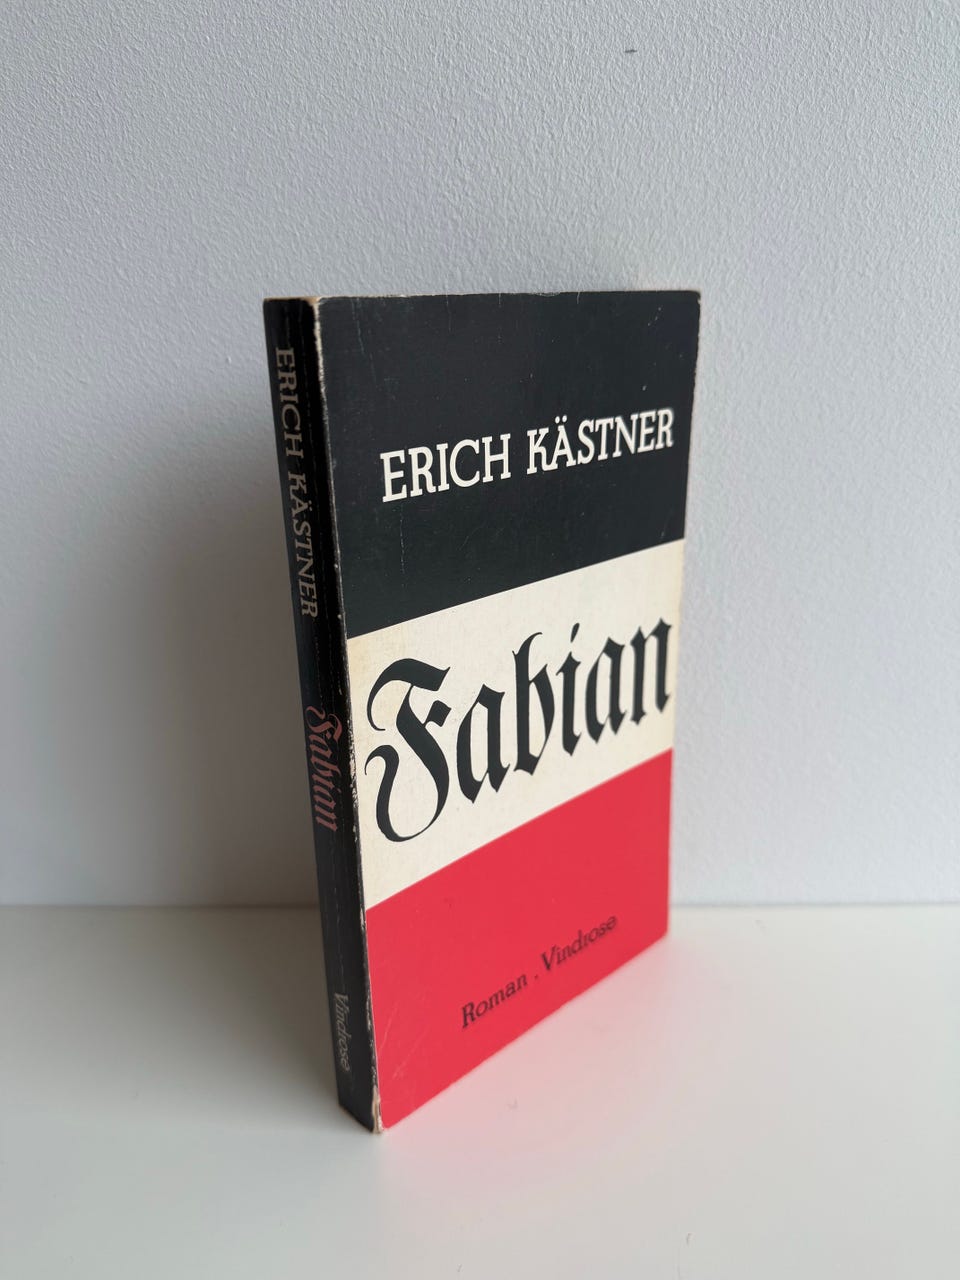 ERICH KÄSTNER
Fabian
Roman . Vindrose
ERICH KÄSTNER
Fabian
Vindrose